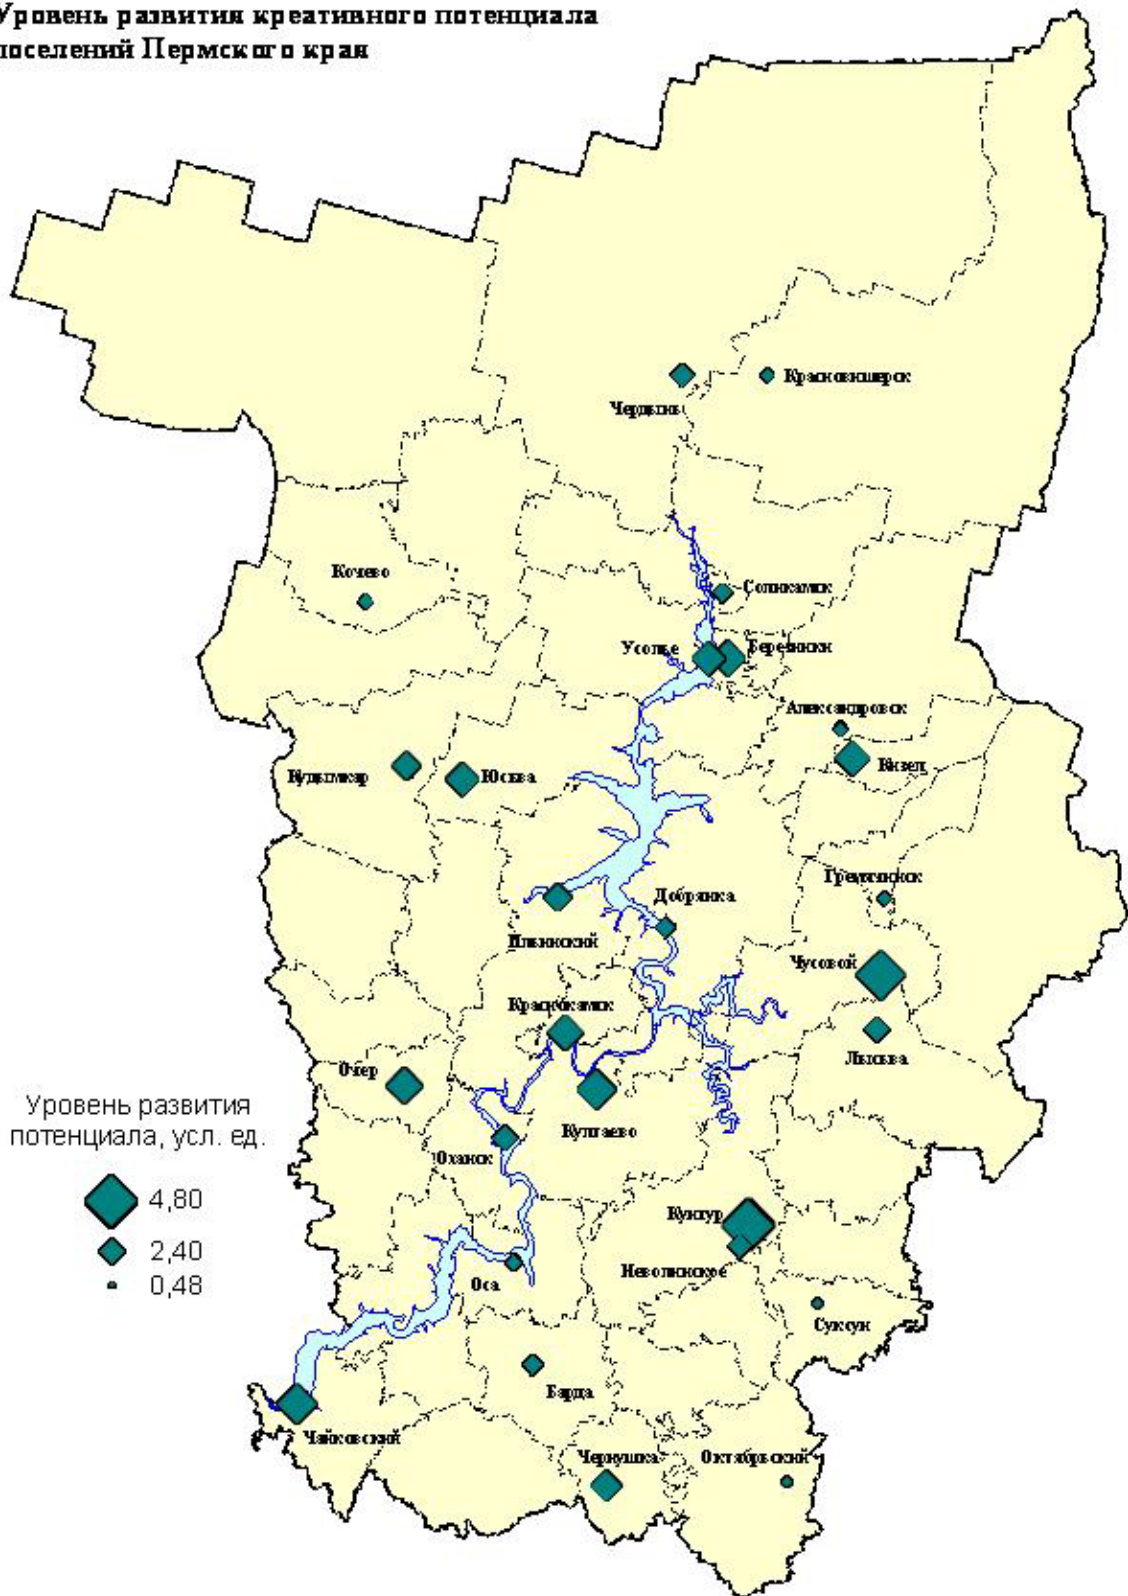 Уровень развития креативного потенциала
поселений Пермского края
Красновишерск
Чердынь
Кочево
Соликамск
Усолье
Березники
Александровск
Кизел
Кудымкар
Юсьва
Гремячинск
Добрянка
Ильинский
Чусовой
Краснокамск
Лысьва
Очер
Култаево
Уровень развития
потенциала, усл. ед.
Оханск
4,80
Кунгур
2,40
Неволинское
Оса
0,48
Суксун
Барда
Чайковский
Чернушка
Октябрьский